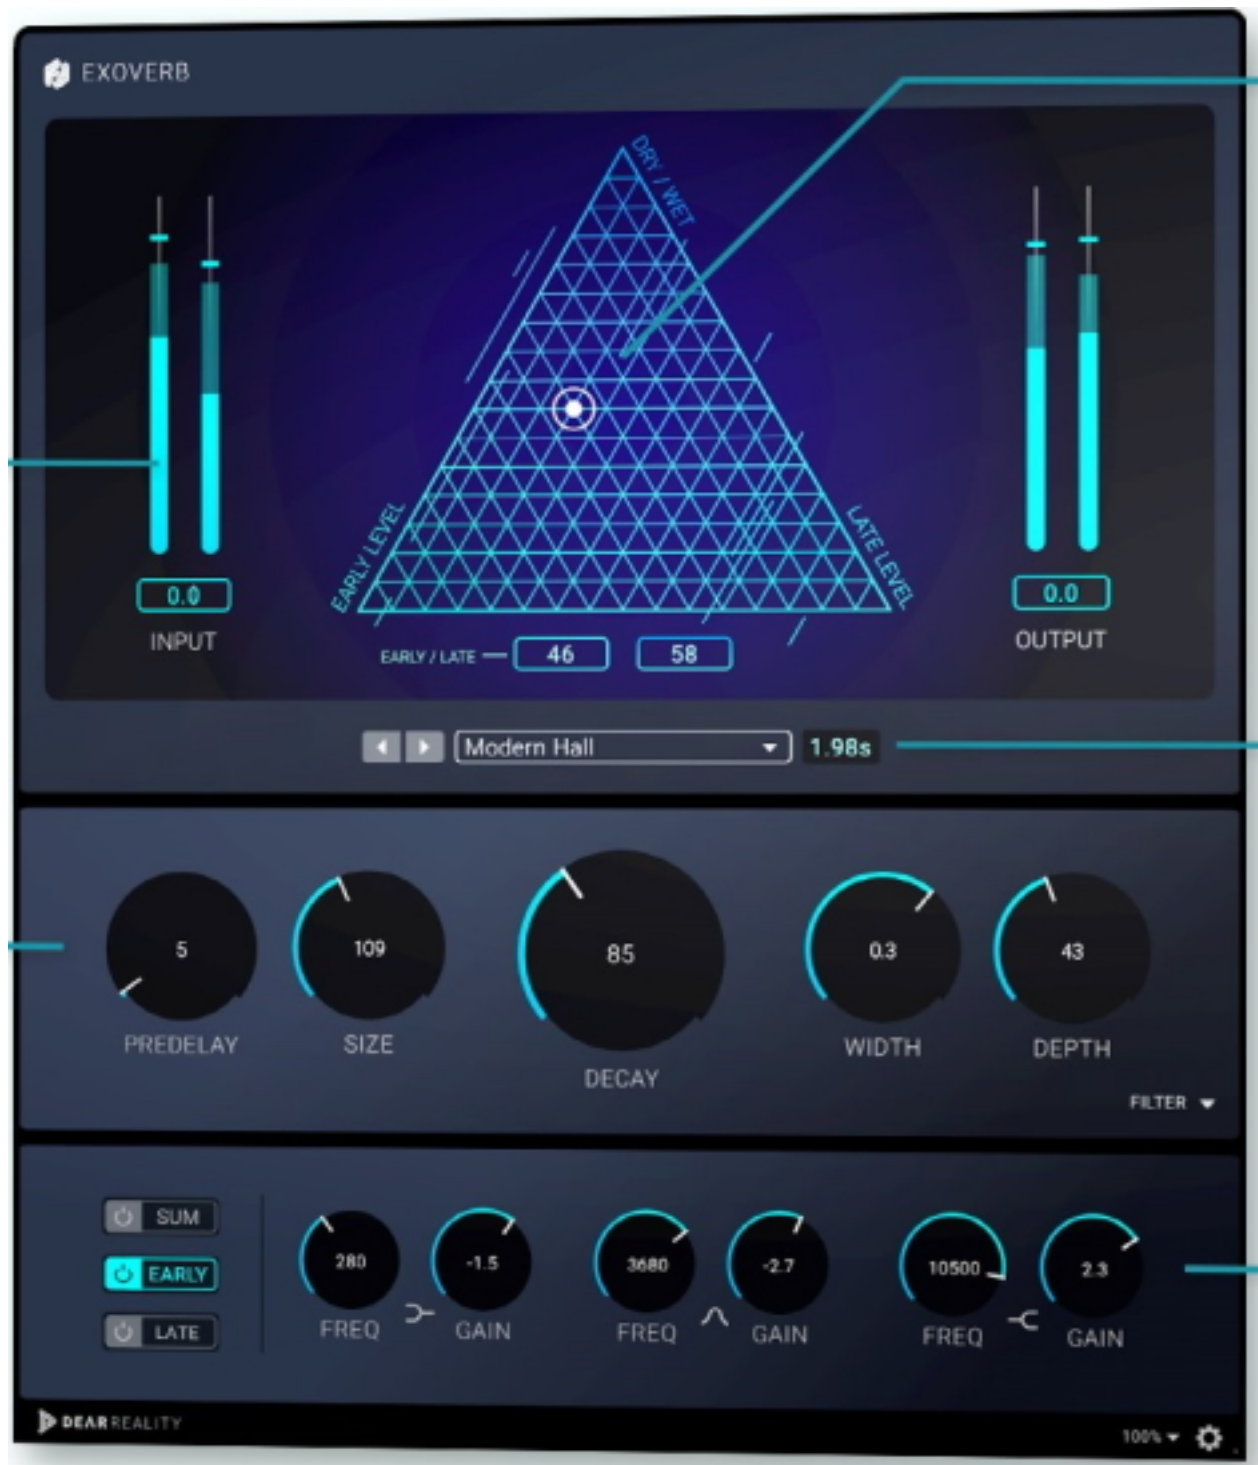 EXOVERB
DRY / WET
EARLY LEVEL
LATE LEVEL
0.0
INPUT
0.0
OUTPUT
EARLY / LATE
46
58
Modern Hall
1.98s
5
109
85
0.3
43
PREDELAY
SIZE
DECAY
WIDTH
DEPTH
FILTER
SUM
EARLY
LATE
280
-1.5
3680
-2.7
10500
2.3
FREQ
GAIN
FREQ
GAIN
FREQ
GAIN
DEAR REALITY
100%